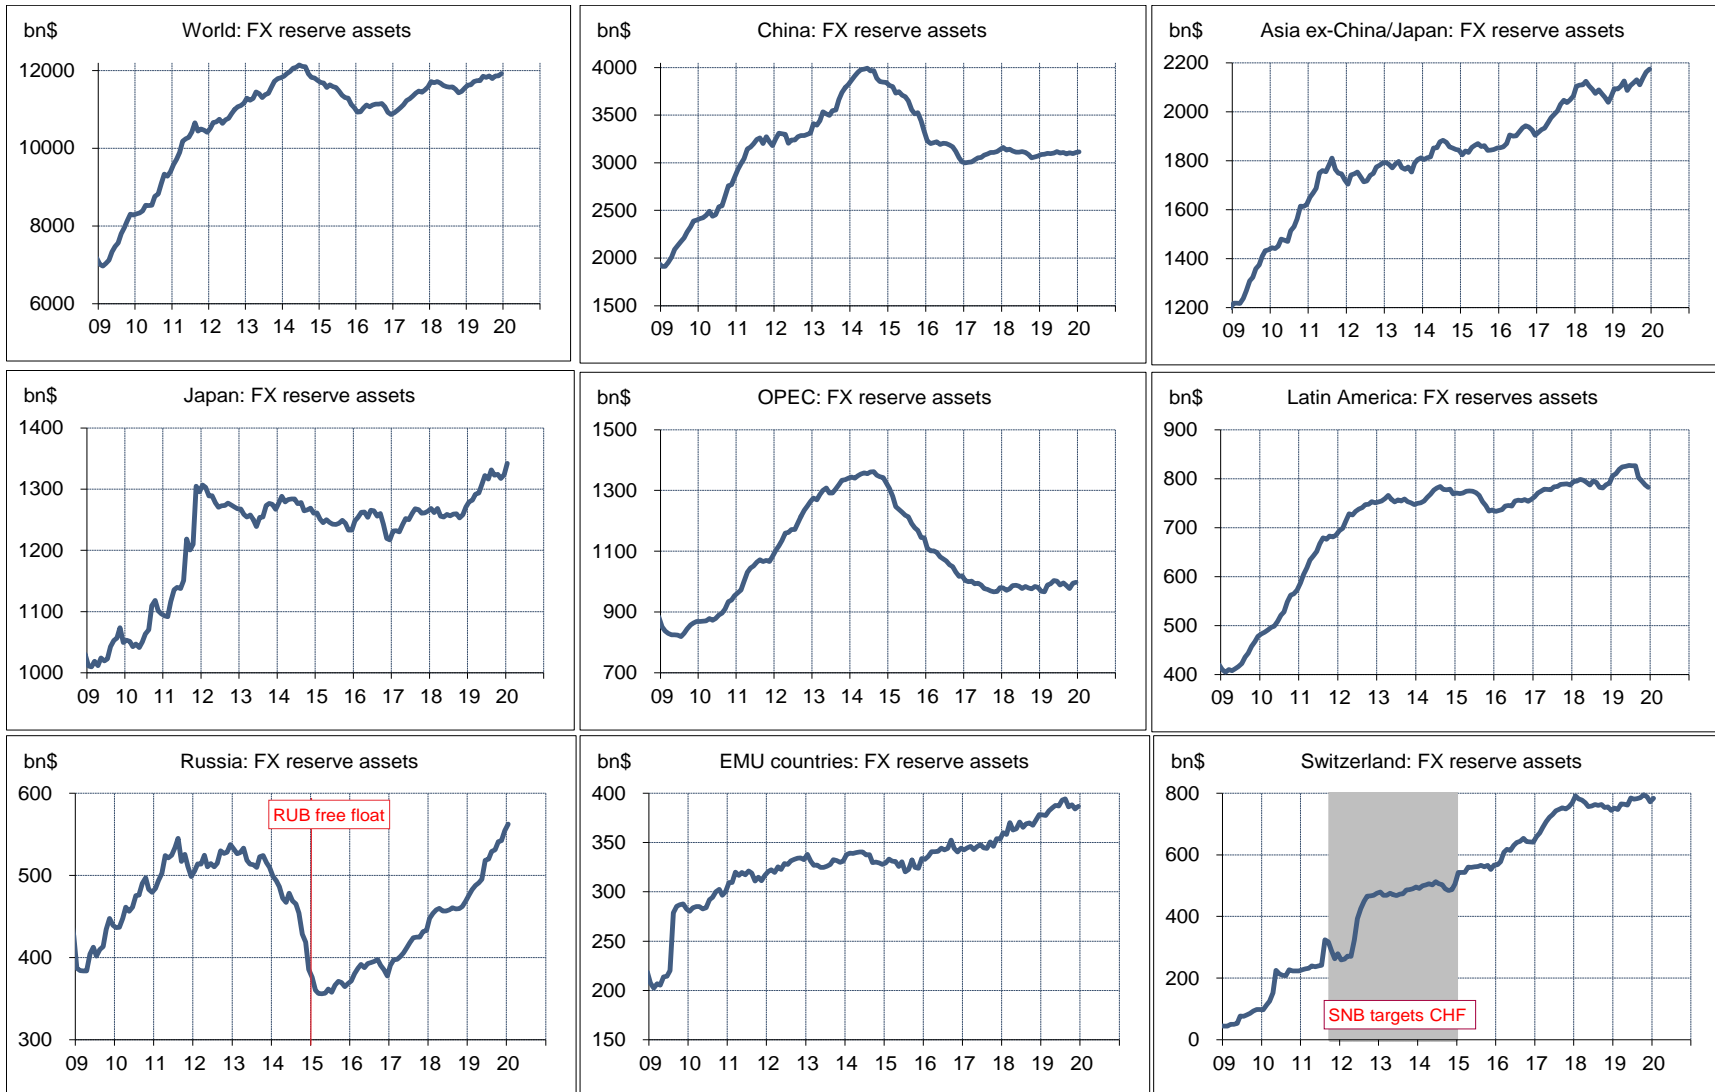 bn$ World: FX reserve assets
12000
10000
8000
6000
09 10 11 12 13 14 15 16 17 18 19 20
bn$ China: FX reserve assets
4000
3500
3000
2500
2000
1500
09 10 11 12 13 14 15 16 17 18 19 20
bn$ Asia ex-China/Japan: FX reserve assets
2200
2000
1800
1600
1400
1200
09 10 11 12 13 14 15 16 17 18 19 20
bn$ Japan: FX reserve assets
1400
1300
1200
1100
1000
09 10 11 12 13 14 15 16 17 18 19 20
bn$ OPEC: FX reserve assets
1500
1300
1100
900
700
09 10 11 12 13 14 15 16 17 18 19 20
bn$ Latin America: FX reserves assets
900
800
700
600
500
400
09 10 11 12 13 14 15 16 17 18 19 20
bn$ Russia: FX reserve assets
600
RUB free float
500
400
300
09 10 11 12 13 14 15 16 17 18 19 20
bn$ EMU countries: FX reserve assets
400
350
300
250
200
150
09 10 11 12 13 14 15 16 17 18 19 20
bn$ Switzerland: FX reserve assets
800
600
400
200
SNB targets CHF
0
09 10 11 12 13 14 15 16 17 18 19 20